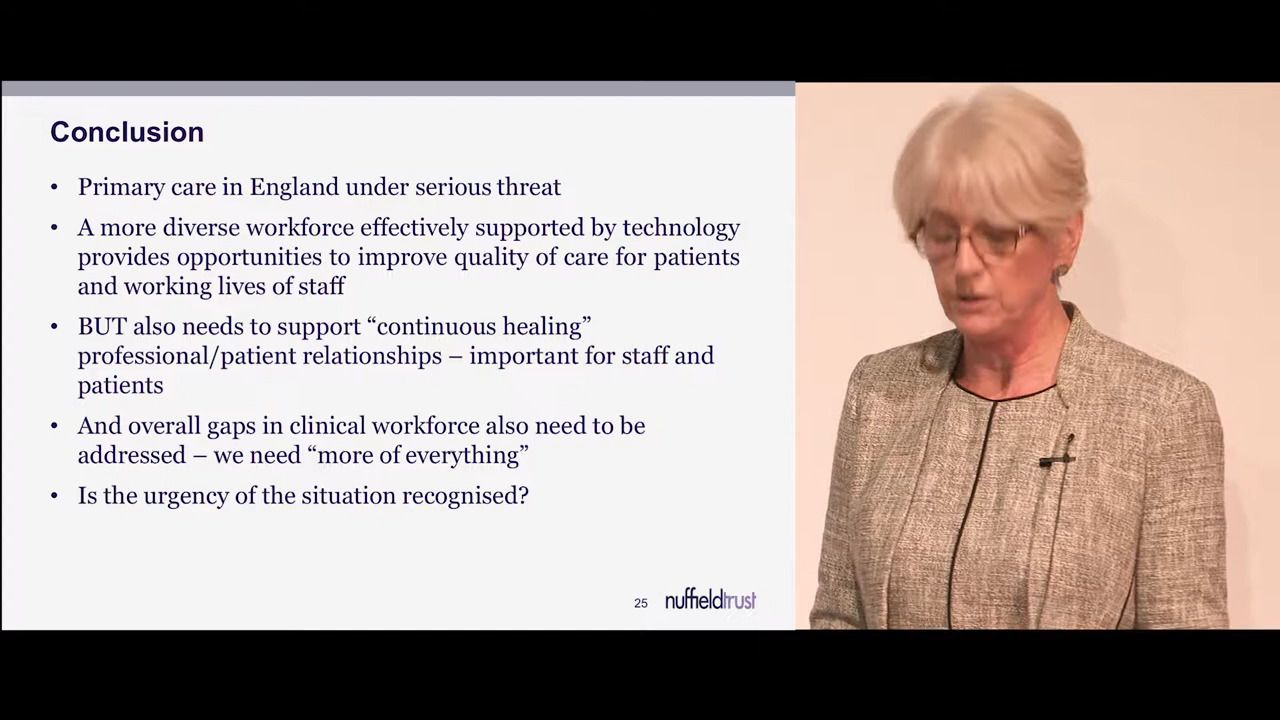 Conclusion
• Primary care in England under serious threat
• A more diverse workforce effectively supported by technology
provides opportunities to improve quality of care for patients
and working lives of staff
• BUT also needs to support “continuous healing”
professional/patient relationships – important for staff and
patients
• And overall gaps in clinical workforce also need to be
addressed – we need “more of everything”
• Is the urgency of the situation recognised?
25 nuffieldtrust